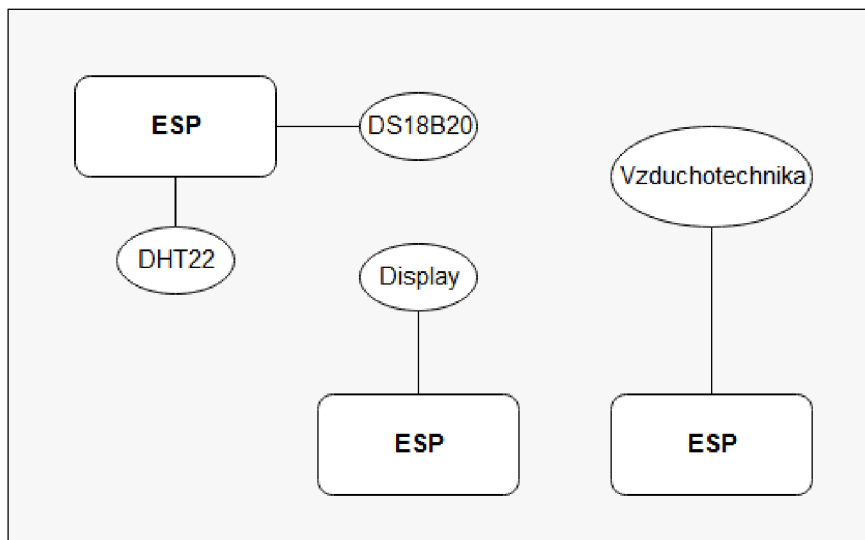 ESP
DS18B20
DHT22
Vzduchotechnika
Display
ESP
ESP